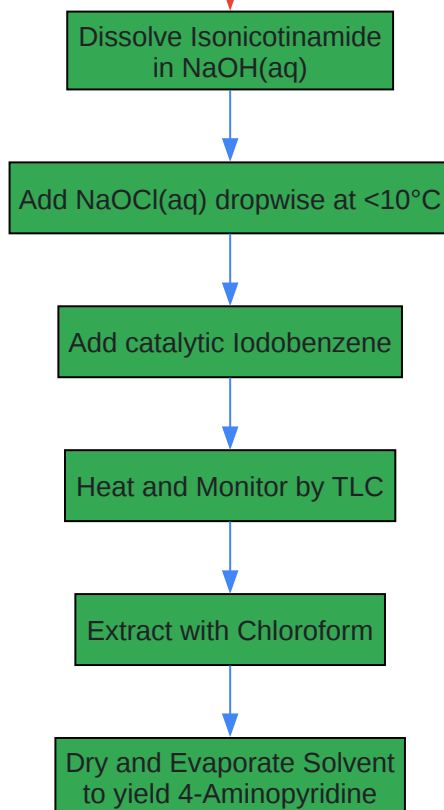 Dissolve Isonicotinamide
in NaOH(aq)
Add NaOCl(aq) dropwise at <10°C
Add catalytic Iodobenzene
Heat and Monitor by TLC
Extract with Chloroform
Dry and Evaporate Solvent
to yield 4-Aminopyridine